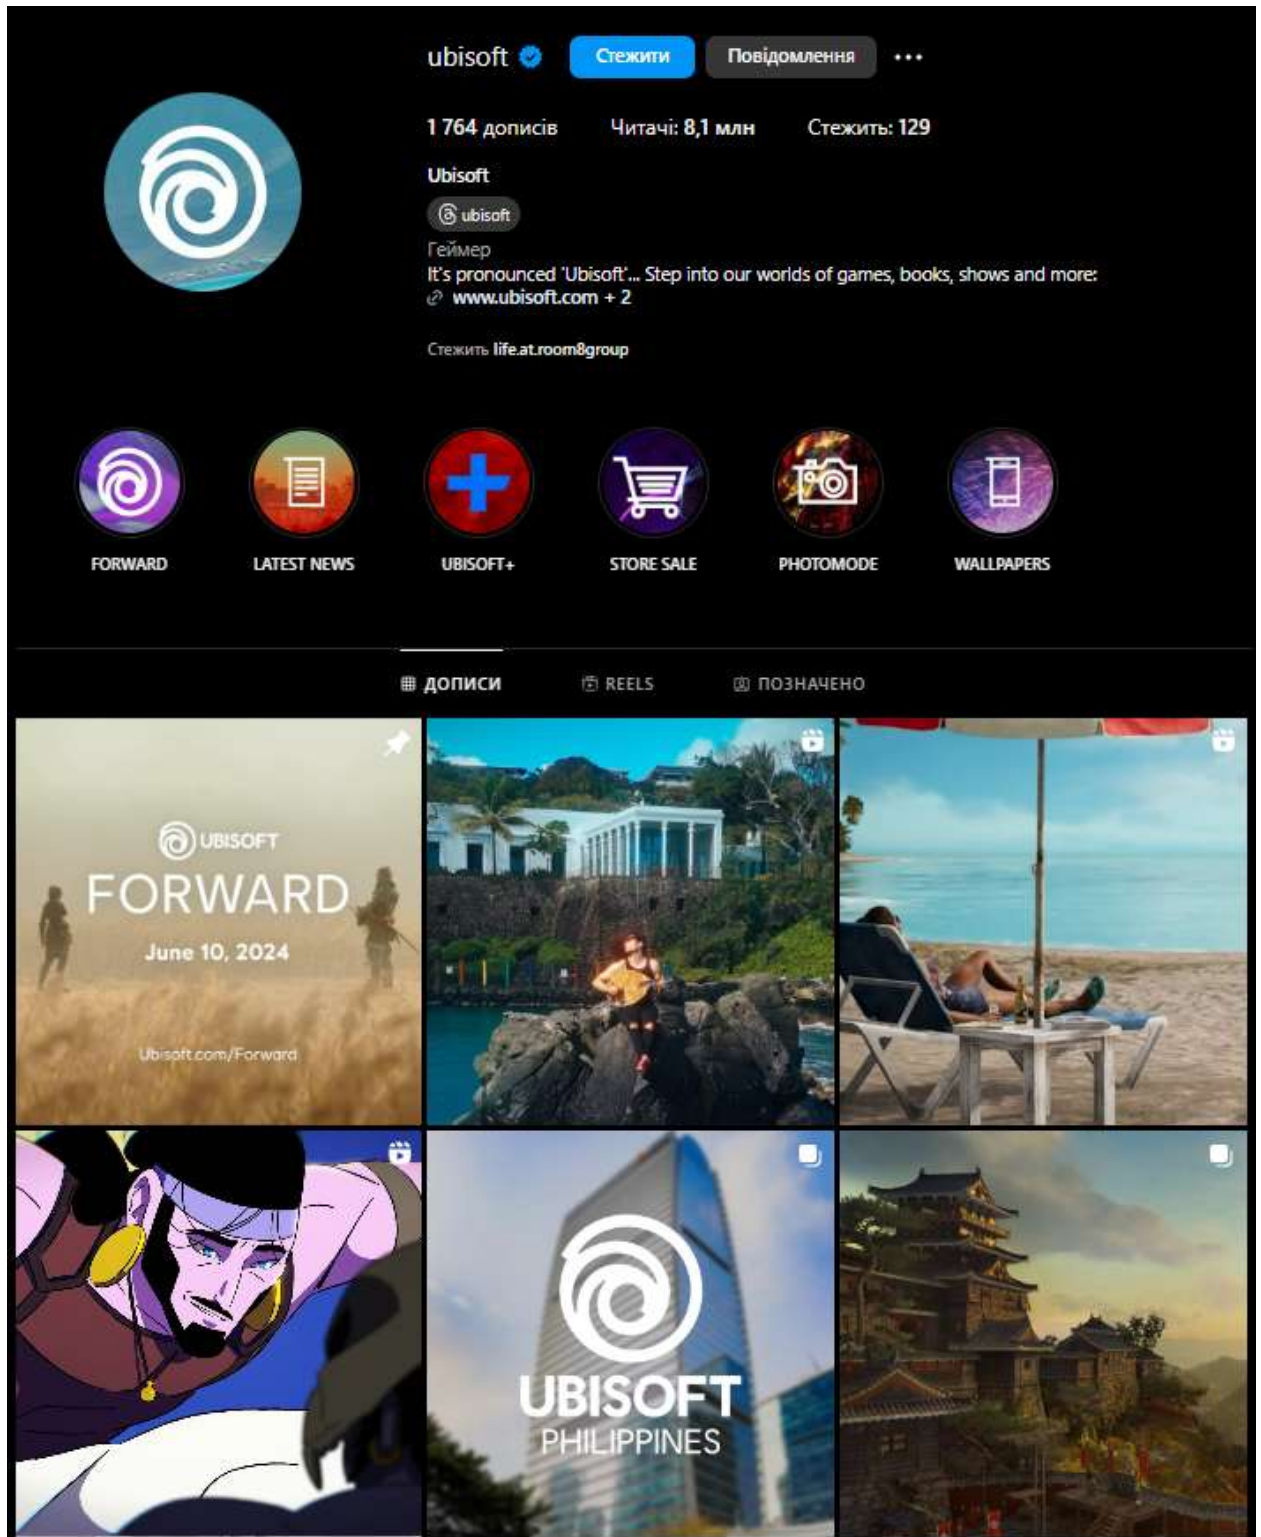 ubisoft Стежити Повідомлення
1 764 дописів Читачі: 8,1 млн Стежить: 129
Ubisoft
ubisoft
Геймер
It's pronounced 'Ubisoft'... Step into our worlds of games, books, shows and more:
www.ubisoft.com + 2
Стежить life.at.room8group
FORWARD LATEST NEWS UBISOFT+ STORE SALE PHOTOMODE WALLPAPERS
ДОПИСИ REELS ПОЗНАЧЕНО
UBISOFT
FORWARD
June 10, 2024
Ubisoft.com/Forward
UBISOFT
PHILIPPINES